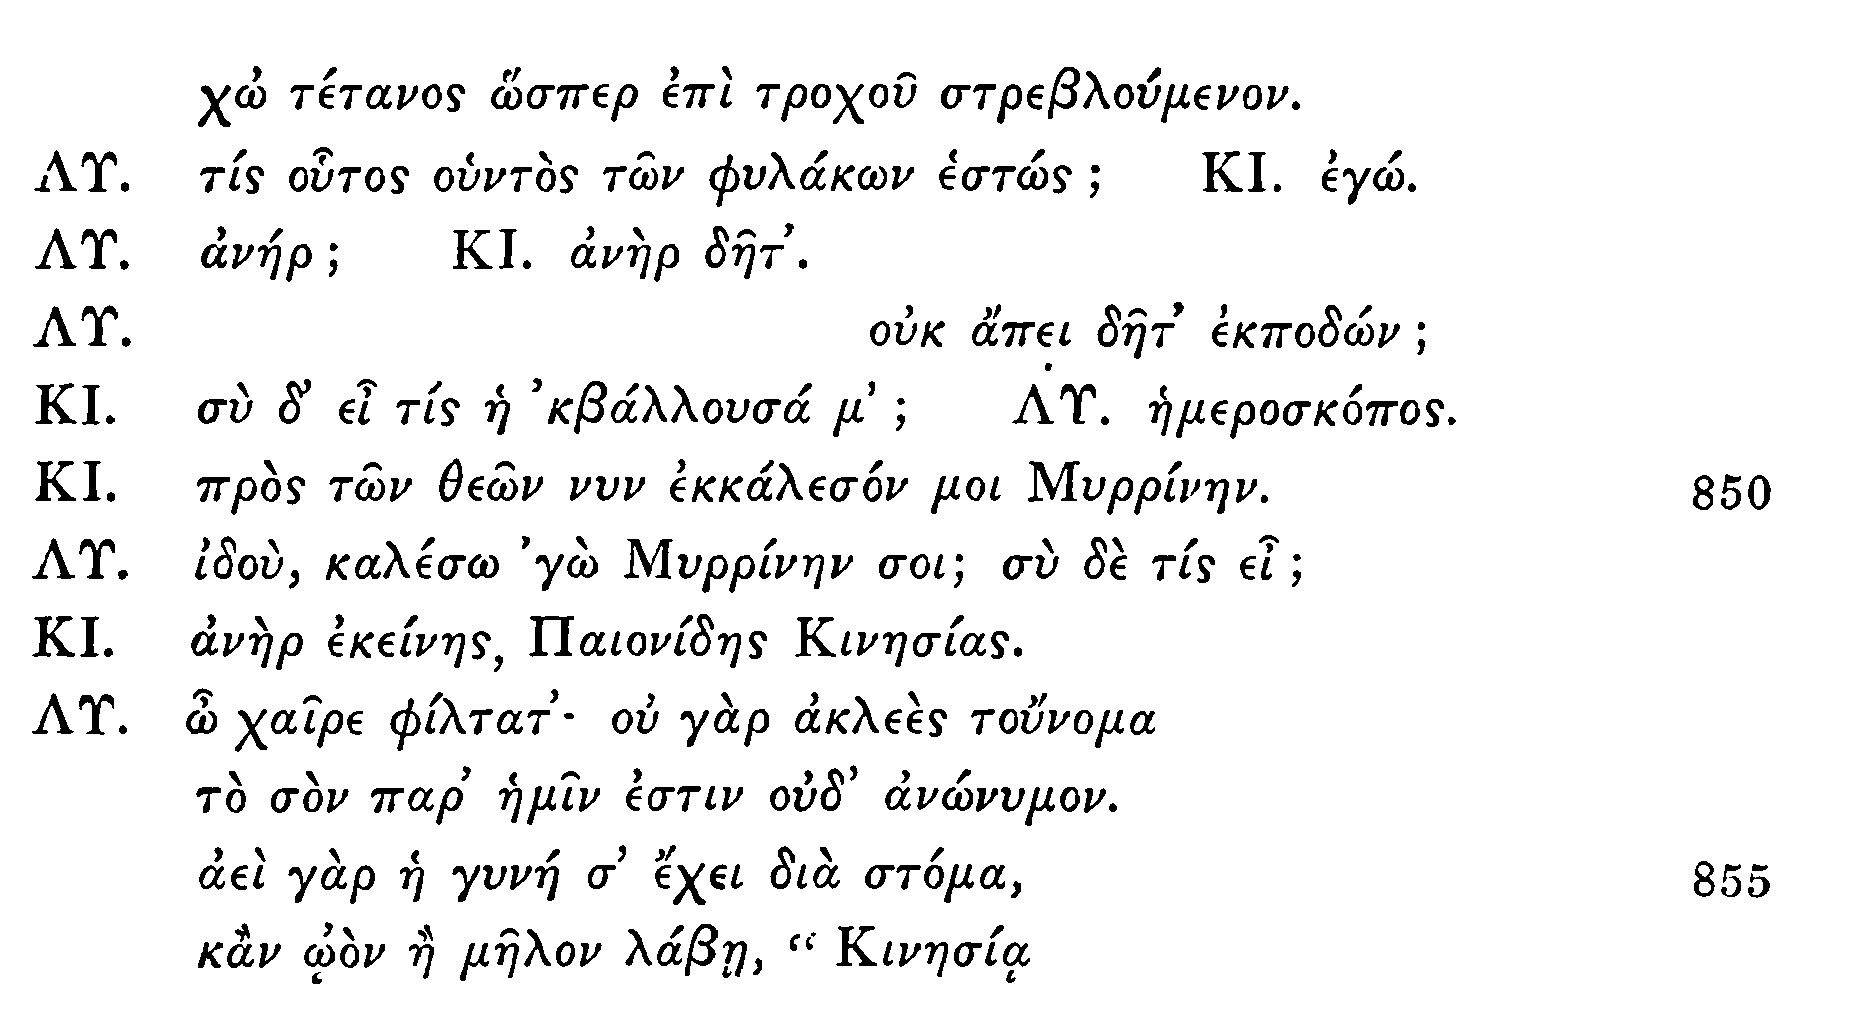 χὠ τέτανος ὥσπερ ἐπὶ τροχοῦ στρεβλούμενον.
ΛΥ. τίς οὗτος οὑντὸς τῶν φυλάκων ἑστώς ; ΚΙ. ἐγώ.
ΛΥ. ἀνήρ ; ΚΙ. ἀνὴρ δῆτ᾽.
ΛΥ. οὐκ ἄπει δῆτ᾽ ἐκποδών ;
ΚΙ. σὺ δ᾽ εἶ τίς ἡ ᾽κβάλλουσά μ᾽ ; ΛΥ. ἡμεροσκόπος.
ΚΙ. πρὸς τῶν θεῶν νυν ἐκκάλεσόν μοι Μυρρίνην. 850
ΛΥ. ἰδοὺ, καλέσω ᾽γὼ Μυρρίνην σοι; σὺ δὲ τίς εἶ ;
ΚΙ. ἀνὴρ ἐκείνης, Παιονίδης Κινησίας.
ΛΥ. ὦ χαῖρε φίλτατ᾽· οὐ γὰρ ἀκλεὲς τοὔνομα
τὸ σὸν παρ᾽ ἡμῖν ἐστιν οὐδ᾽ ἀνώνυμον.
ἀεὶ γὰρ ἡ γυνή σ᾽ ἔχει διὰ στόμα, 855
κἂν ᾠὸν ἢ μῆλον λάβῃ, “ Κινησίᾳ